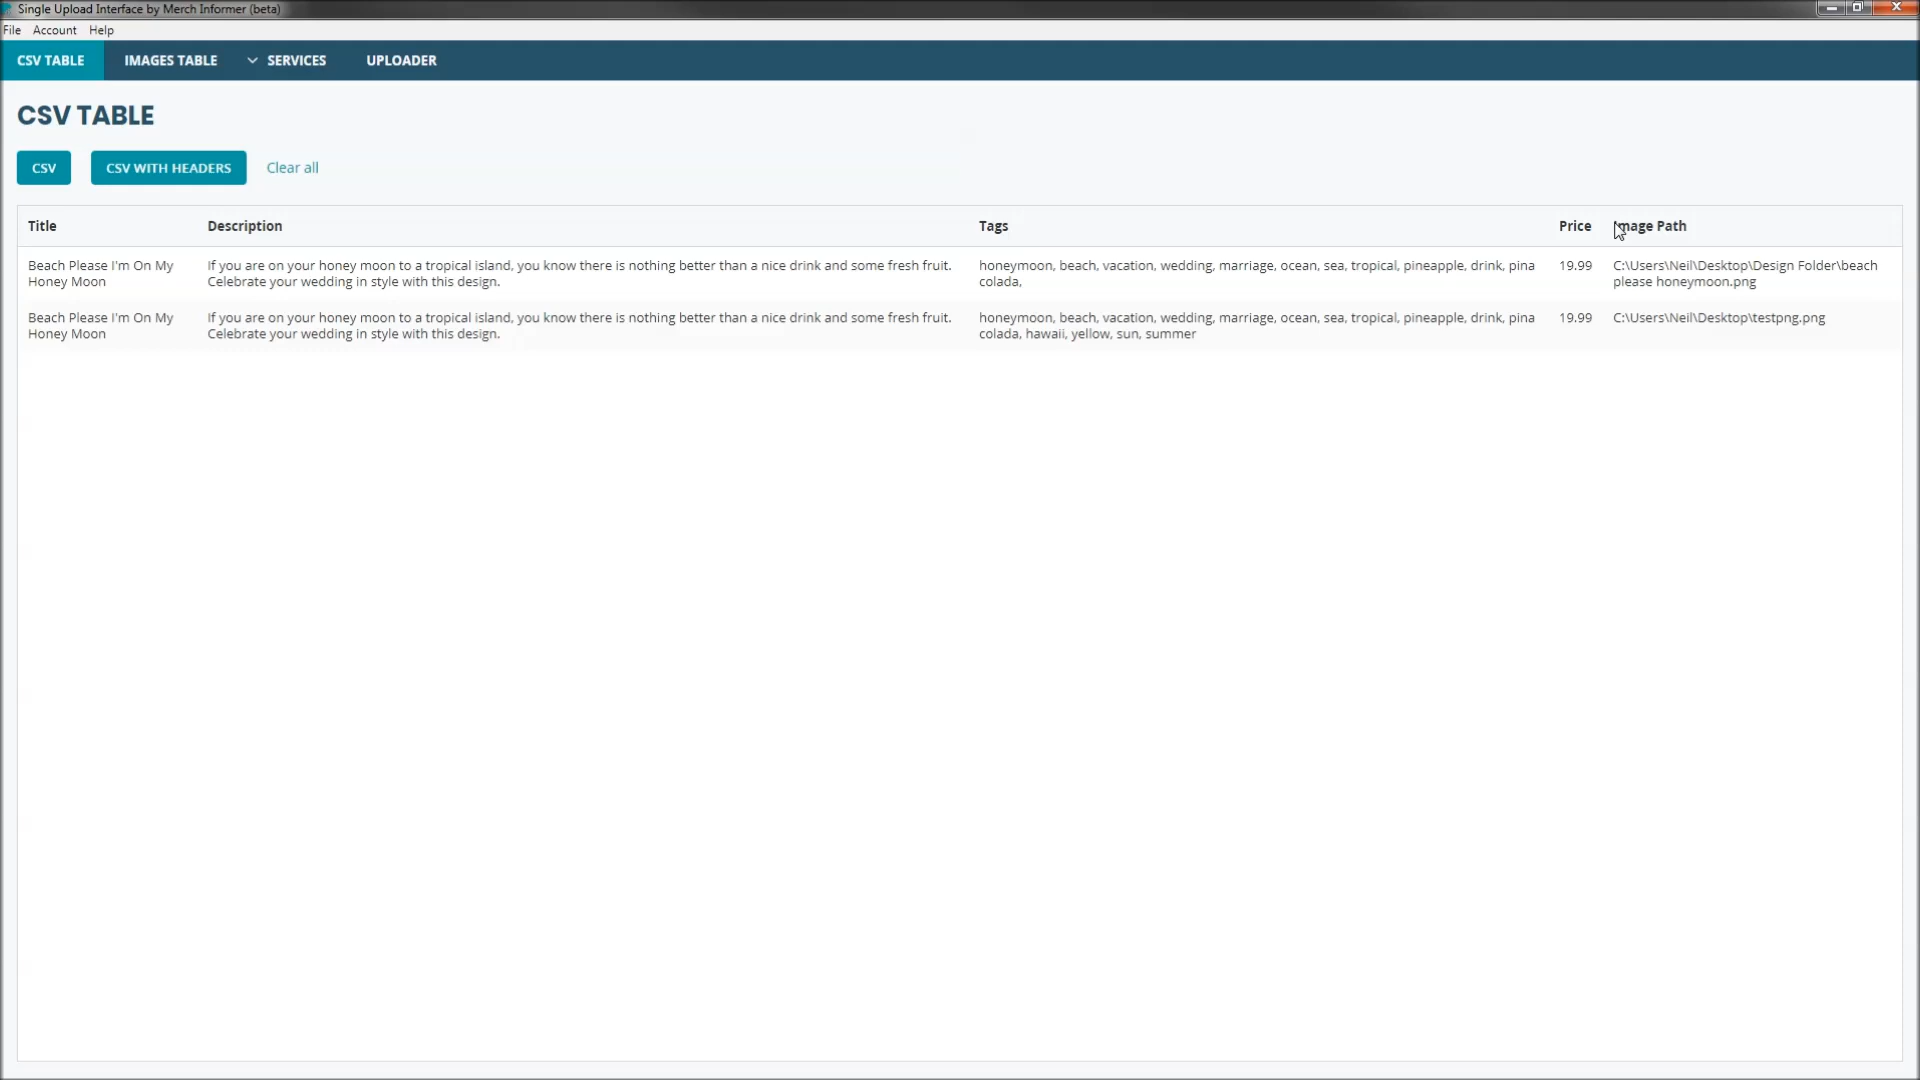 Single Upload Interface by Merch Informer (beta)
File Account Help
CSV TABLE IMAGES TABLE SERVICES UPLOADER
CSV TABLE
CSV CSV WITH HEADERS Clear all
Title Description Tags Price Image Path
Beach Please I'm On My If you are on your honey moon to a tropical island, you know there is nothing better than a nice drink and some fresh fruit. honeymoon, beach, vacation, wedding, marriage, ocean, sea, tropical, pineapple, drink, pina 19.99 C:\Users\Neil\Desktop\Design Folder\beach
Honey Moon Celebrate your wedding in style with this design. colada, please honeymoon.png
Beach Please I'm On My If you are on your honey moon to a tropical island, you know there is nothing better than a nice drink and some fresh fruit. honeymoon, beach, vacation, wedding, marriage, ocean, sea, tropical, pineapple, drink, pina 19.99 C:\Users\Neil\Desktop\testpng.png
Honey Moon Celebrate your wedding in style with this design. colada, hawaii, yellow, sun, summer